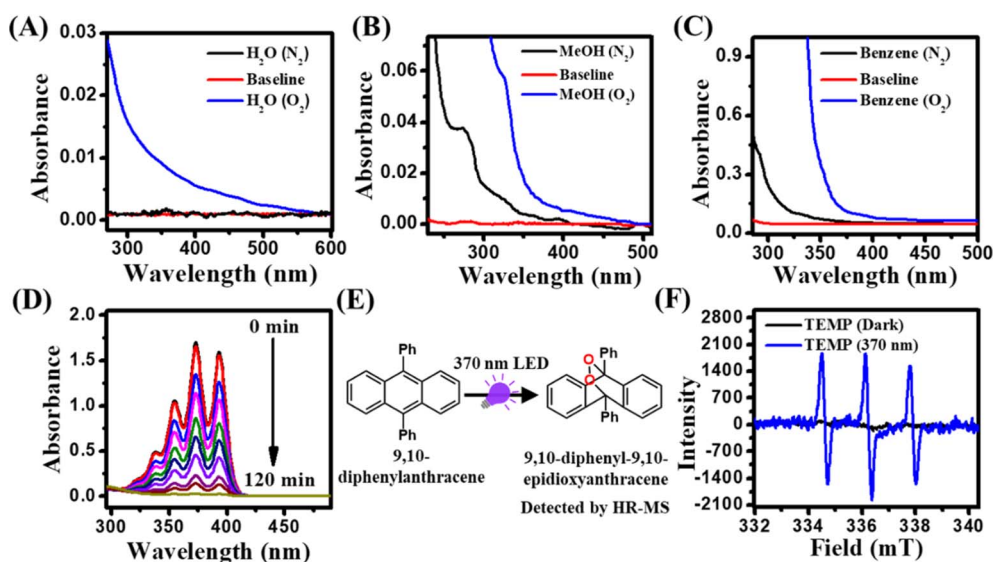 (A)
0.03
0.02
0.01
0.00
Absorbance
H₂O (N₂)
Baseline
H₂O (O₂)
300
400
500
600
Wavelength (nm)
(B)
0.06
0.04
0.02
0.00
Absorbance
MeOH (N₂)
Baseline
MeOH (O₂)
300
400
500
Wavelength (nm)
(C)
0.9
0.6
0.3
0.0
Absorbance
Benzene (N₂)
Baseline
Benzene (O₂)
300
350
400
450
500
Wavelength (nm)
(D)
2.0
1.5
1.0
0.5
0.0
Absorbance
0 min
120 min
300
350
400
450
Wavelength (nm)
(E)
Ph
Ph
9,10-
diphenylanthracene
370 nm LED
Ph
O
O
Ph
9,10-diphenyl-9,10-
epidioxyanthracene
Detected by HR-MS
(F)
2800
2100
1400
700
0
-700
-1400
-2100
Intensity
TEMP (Dark)
TEMP (370 nm)
332
334
336
338
340
Field (mT)